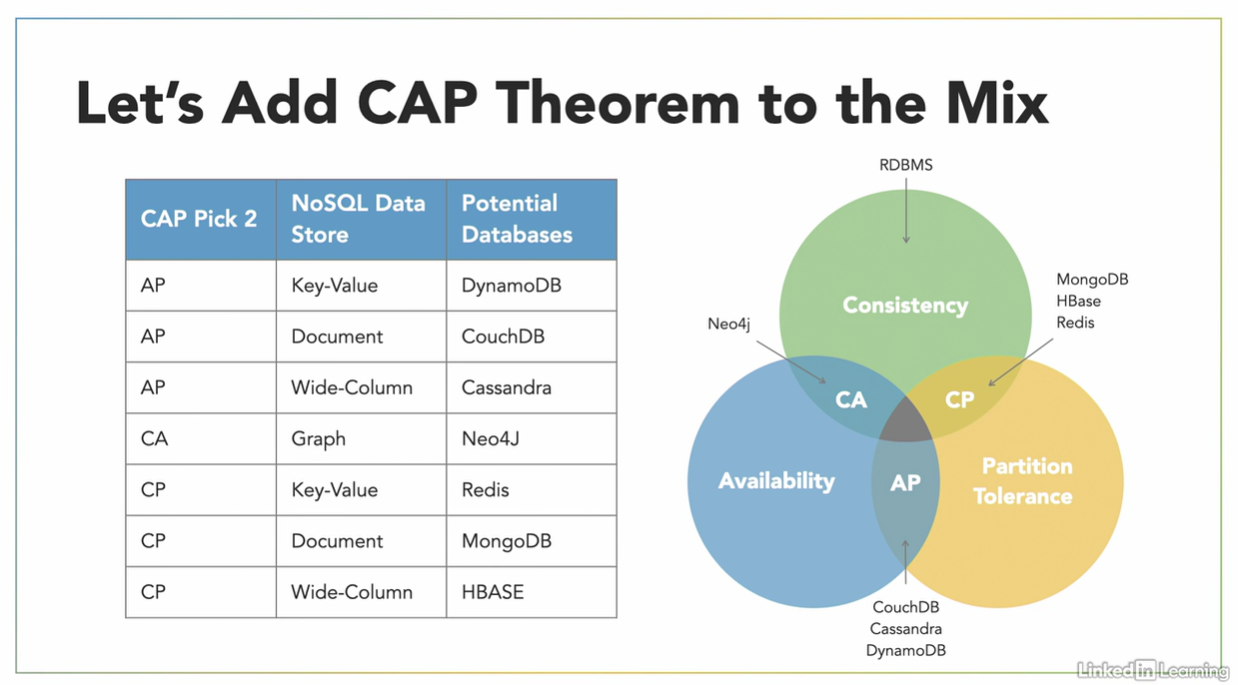 Let's Add CAP Theorem to the Mix
CAP Pick 2
NoSQL Data
Store
Potential
Databases
AP
Key-Value
DynamoDB
AP
Document
CouchDB
AP
Wide-Column
Cassandra
CA
Graph
Neo4J
CP
Key-Value
Redis
CP
Document
MongoDB
CP
Wide-Column
HBASE
RDBMS
Consistency
MongoDB
HBase
Redis
Neo4j
CA
CP
Availability
AP
Partition
Tolerance
CouchDB
Cassandra
DynamoDB
Linked in Learning